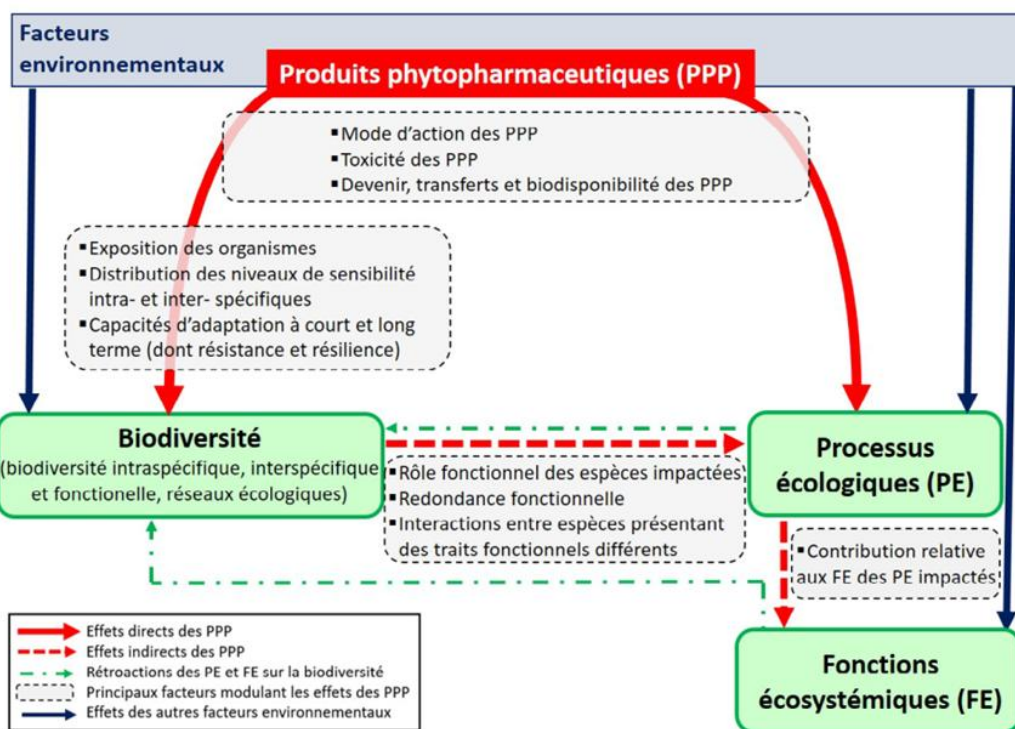 Facteurs
environnementaux
Produits phytopharmaceutiques (PPP)
▪ Mode d’action des PPP
▪ Toxicité des PPP
▪ Devenir, transferts et biodisponibilité des PPP
▪ Exposition des organismes
▪ Distribution des niveaux de sensibilité
intra- et inter- spécifiques
▪ Capacités d’adaptation à court et long
terme (dont résistance et résilience)
Biodiversité
(biodiversité intraspécifique, interspécifique
et fonctionelle, réseaux écologiques)
▪ Rôle fonctionnel des espèces impactées
▪ Redondance fonctionnelle
▪ Interactions entre espèces présentant
des traits fonctionnels différents
Processus
écologiques (PE)
▪ Contribution relative
aux FE des PE impactés
Fonctions
écosystémiques (FE)
Effets directs des PPP
Effets indirects des PPP
Rétroactions des PE et FE sur la biodiversité
Principaux facteurs modulant les effets des PPP
Effets des autres facteurs environnementaux